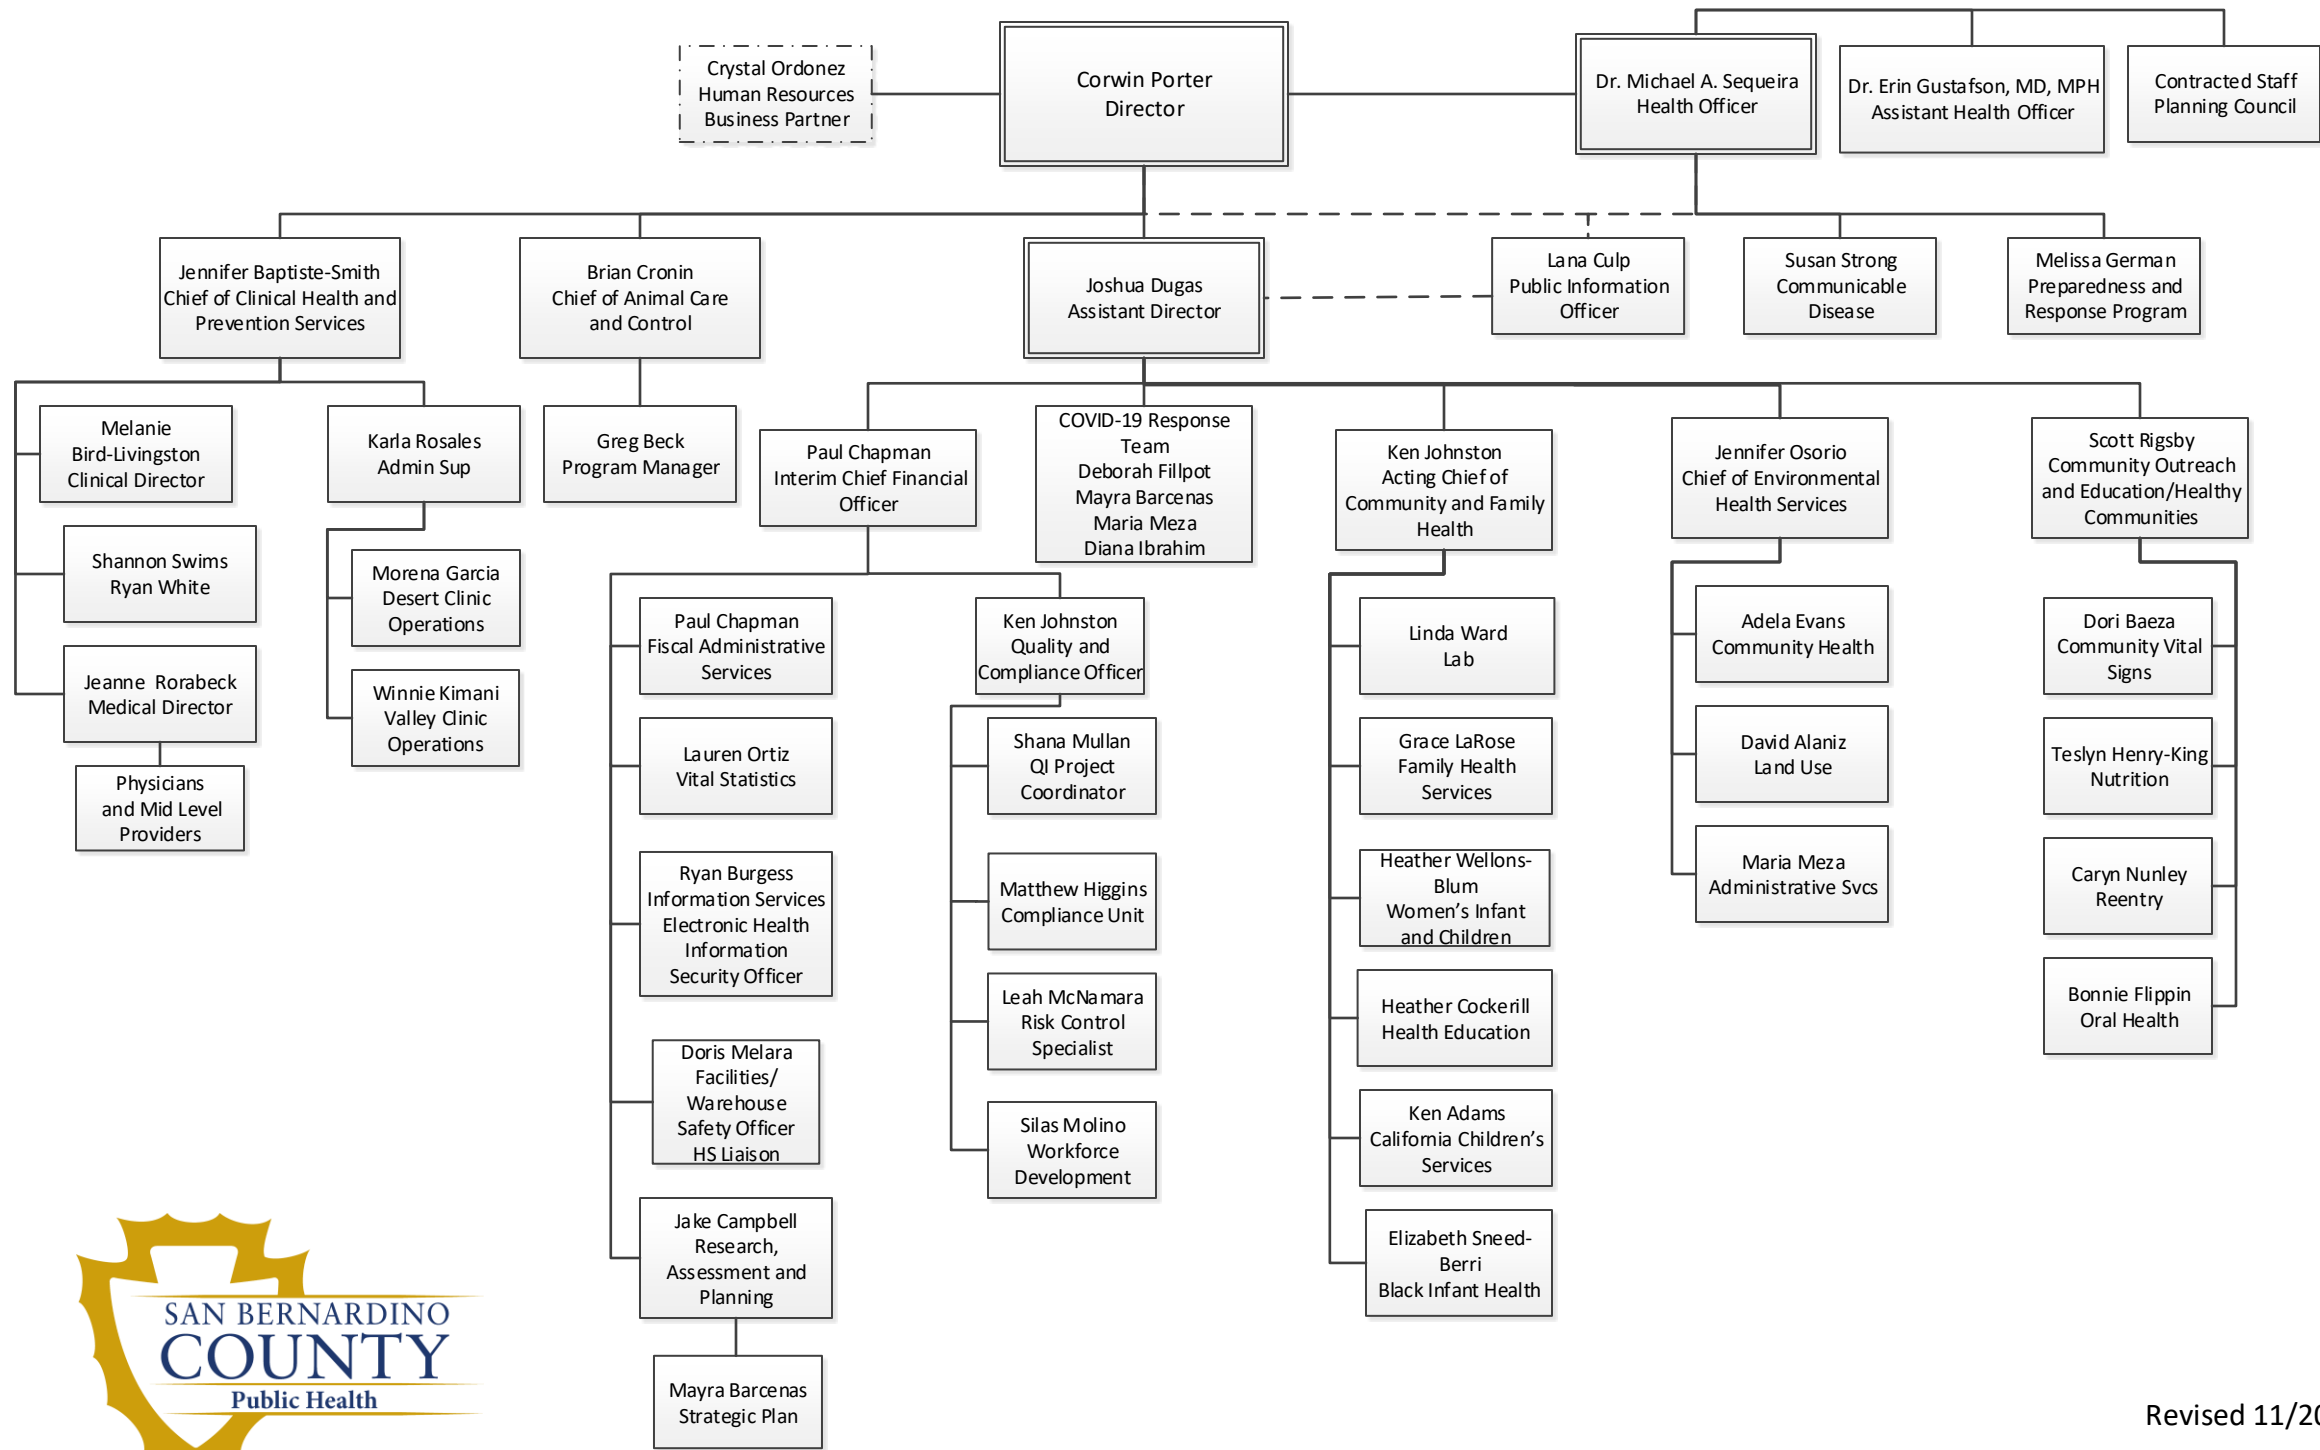 Crystal Ordonez
Human Resources
Business Partner
Corwin Porter
Director
Dr. Michael A. Sequeira
Health Officer
Dr. Erin Gustafson, MD, MPH
Assistant Health Officer
Contracted Staff
Planning Council
Jennifer Baptiste-Smith
Chief of Clinical Health and
Prevention Services
Brian Cronin
Chief of Animal Care
and Control
Joshua Dugas
Assistant Director
Lana Culp
Public Information
Officer
Susan Strong
Communicable
Disease
Melissa German
Preparedness and
Response Program
Melanie
Bird-Livingston
Clinical Director
Shannon Swims
Ryan White
Jeanne Rorabeck
Medical Director
Physicians
and Mid Level
Providers
Karla Rosales
Admin Sup
Morena Garcia
Desert Clinic
Operations
Winnie Kimani
Valley Clinic
Operations
Greg Beck
Program Manager
Paul Chapman
Interim Chief Financial
Officer
Paul Chapman
Fiscal Administrative
Services
Lauren Ortiz
Vital Statistics
Ryan Burgess
Information Services
Electronic Health
Information
Security Officer
Doris Melara
Facilities/
Warehouse
Safety Officer
HS Liaison
Jake Campbell
Research,
Assessment and
Planning
Mayra Barcenas
Strategic Plan
Ken Johnston
Quality and
Compliance Officer
Shana Mullan
QI Project
Coordinator
Matthew Higgins
Compliance Unit
Leah McNamara
Risk Control
Specialist
Silas Molino
Workforce
Development
COVID-19 Response
Team
Deborah Fillpot
Mayra Barcenas
Maria Meza
Diana Ibrahim
Ken Johnston
Acting Chief of
Community and Family
Health
Linda Ward
Lab
Grace LaRose
Family Health
Services
Heather Wellons-
Blum
Women’s Infant
and Children
Heather Cockerill
Health Education
Ken Adams
California Children’s
Services
Elizabeth Sneed-
Berri
Black Infant Health
Jennifer Osorio
Chief of Environmental
Health Services
Adela Evans
Community Health
David Alaniz
Land Use
Maria Meza
Administrative Svcs
Scott Rigsby
Community Outreach
and Education/Healthy
Communities
Dori Baeza
Community Vital
Signs
Teslyn Henry-King
Nutrition
Caryn Nunley
Reentry
Bonnie Flippin
Oral Health
SAN BERNARDINO
COUNTY
Public Health
Revised 11/20